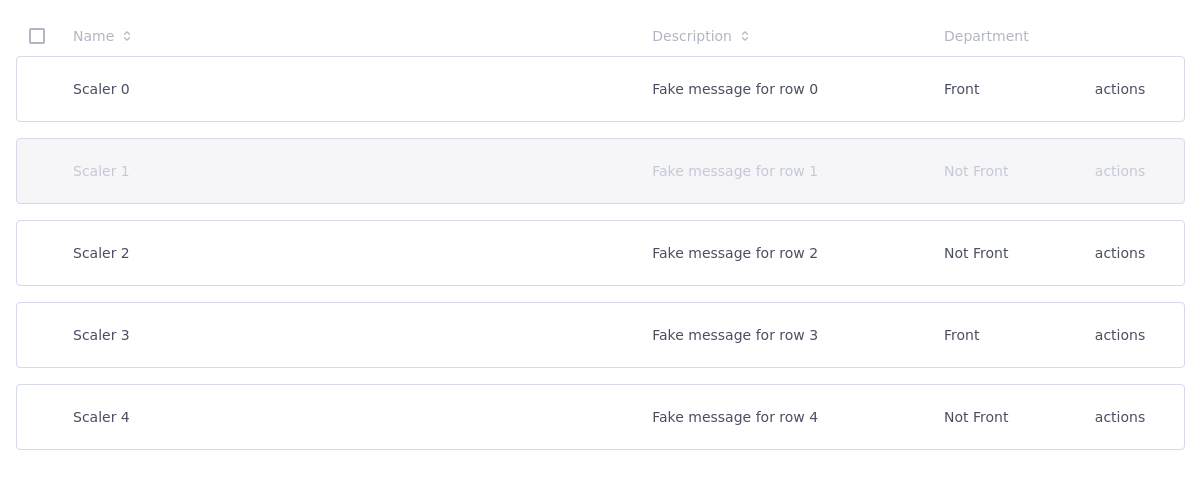 Name Description Department
Scaler 0 Fake message for row 0 Front actions
Scaler 1 Fake message for row 1 Not Front actions
Scaler 2 Fake message for row 2 Not Front actions
Scaler 3 Fake message for row 3 Front actions
Scaler 4 Fake message for row 4 Not Front actions